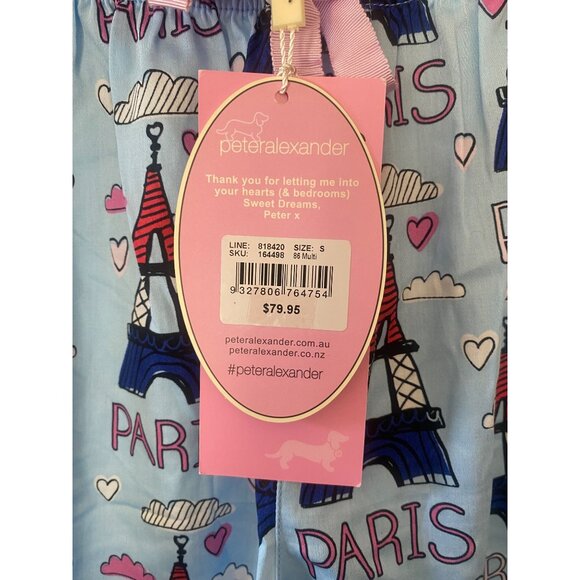 PARIS
PARIS
peteralexander
Thank you for letting me into
your hearts (& bedrooms)
Sweet Dreams,
Peter x
LINE: 818420 SIZE: S
SKU: 164498 86 Multi
9 327806 764754
$79.95
peteralexander.com.au
peteralexander.co.nz
#peteralexander
PARIS
PARIS